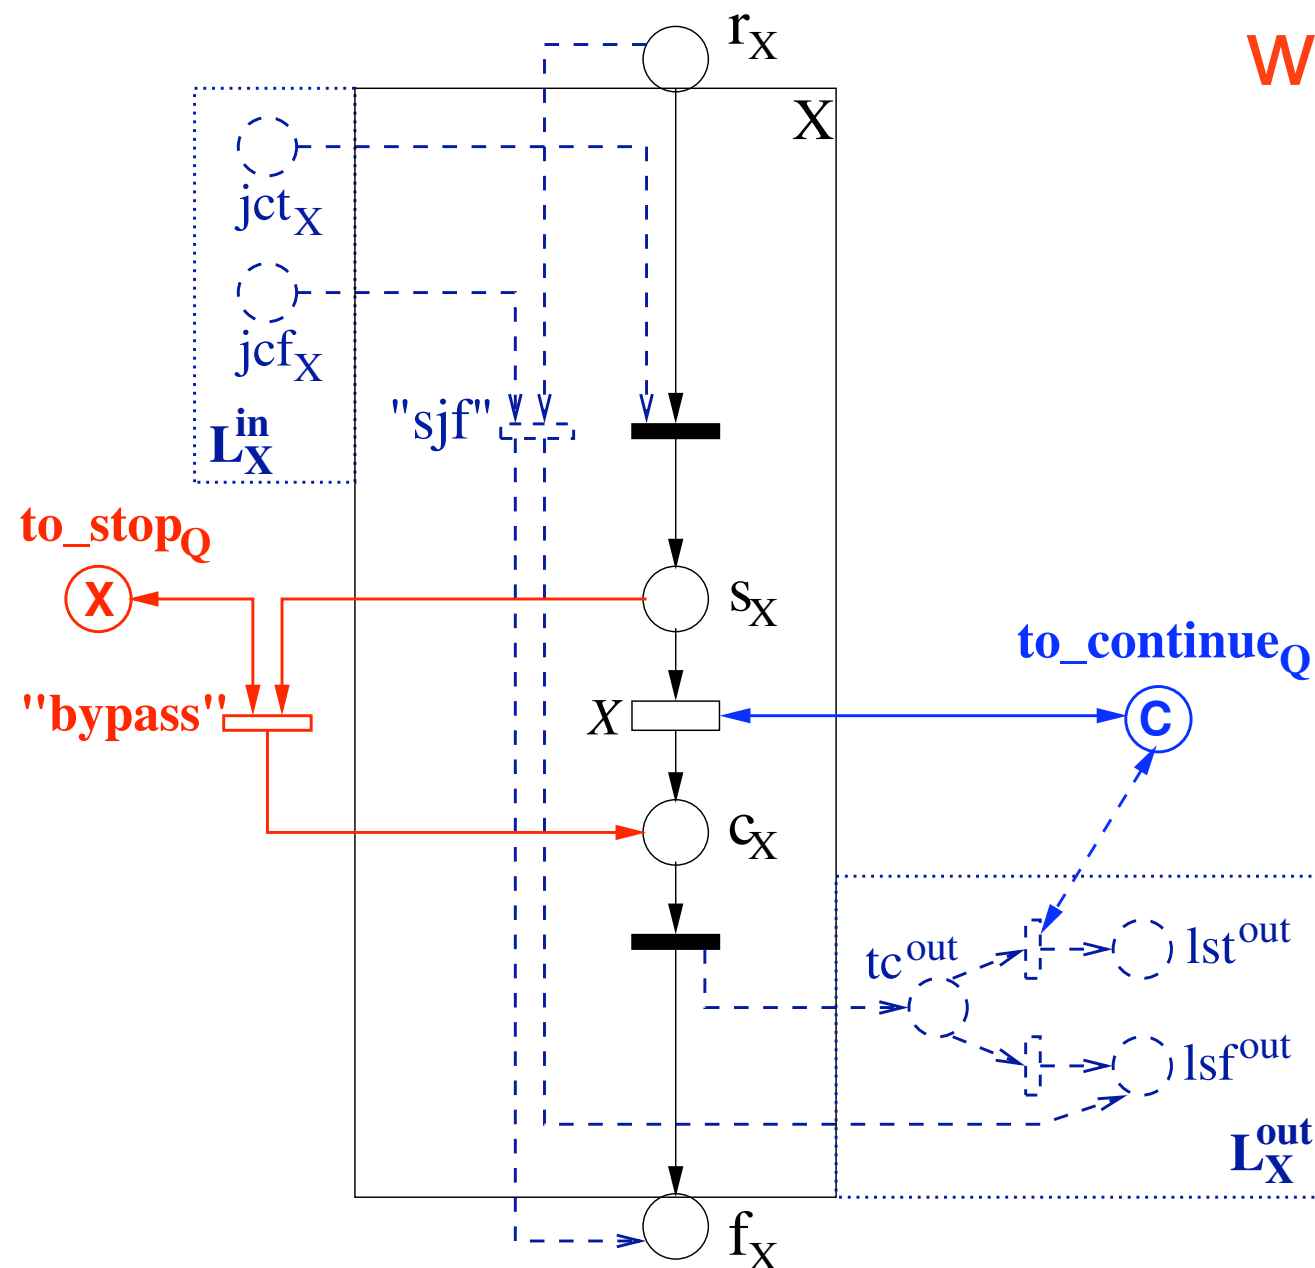 r_X
W
X
jct_X
jcf_X
"sjf"
L_X^in
to_stop_Q
X
s_X
to_continue_Q
"bypass"
X
C
c_X
tc^out
lst^out
lsf^out
L_X^out
f_X